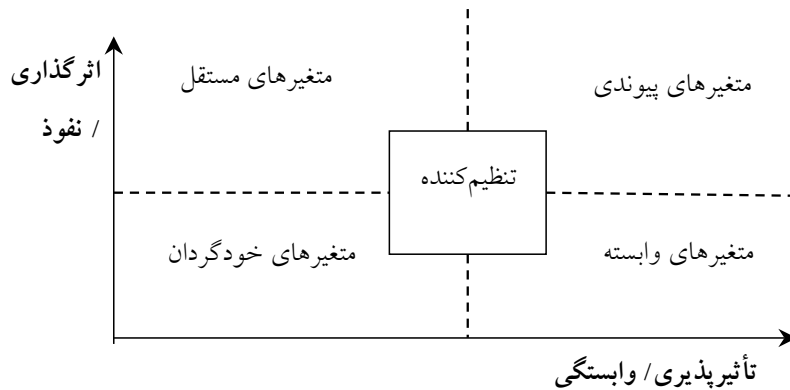 اثرگذاری
/ نفوذ
متغیرهای پیوندی
متغیرهای مستقل
تنظیم‌کننده
متغیرهای وابسته
متغیرهای خودگردان
تأثیرپذیری/ وابستگی